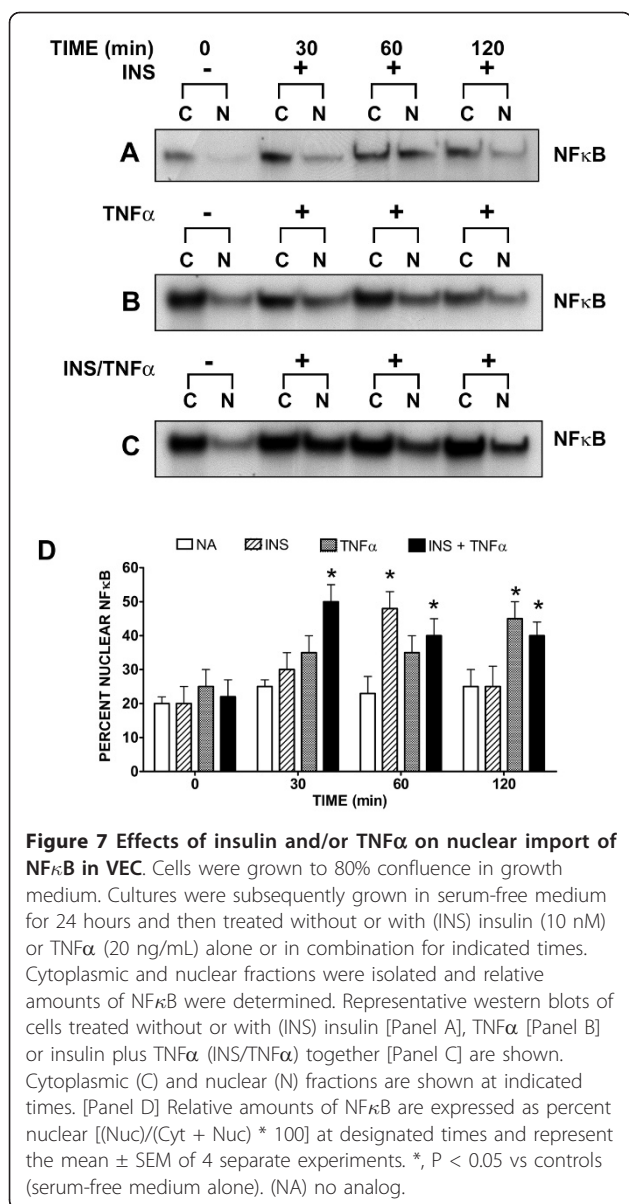 TIME (min) 0 30 60 120
INS - + + +
C N C N C N C N
A NFκB
TNFα - + + +
C N C N C N C N
B NFκB
INS/TNFα - + + +
C N C N C N C N
C NFκB
D
NA INS TNFα INS + TNFα
PERCENT NUCLEAR NFκB
60
50
40
30
20
10
0
* * * * *
0 30 60 120
TIME (min)
Figure 7 Effects of insulin and/or TNFα on nuclear import of
NFκB in VEC. Cells were grown to 80% confluence in growth
medium. Cultures were subsequently grown in serum-free medium
for 24 hours and then treated without or with (INS) insulin (10 nM)
or TNFα (20 ng/mL) alone or in combination for indicated times.
Cytoplasmic and nuclear fractions were isolated and relative
amounts of NFκB were determined. Representative western blots of
cells treated without or with (INS) insulin [Panel A], TNFα [Panel B]
or insulin plus TNFα (INS/TNFα) together [Panel C] are shown.
Cytoplasmic (C) and nuclear (N) fractions are shown at indicated
times. [Panel D] Relative amounts of NFκB are expressed as percent
nuclear [(Nuc)/(Cyt + Nuc) * 100] at designated times and represent
the mean ± SEM of 4 separate experiments. *, P < 0.05 vs controls
(serum-free medium alone). (NA) no analog.